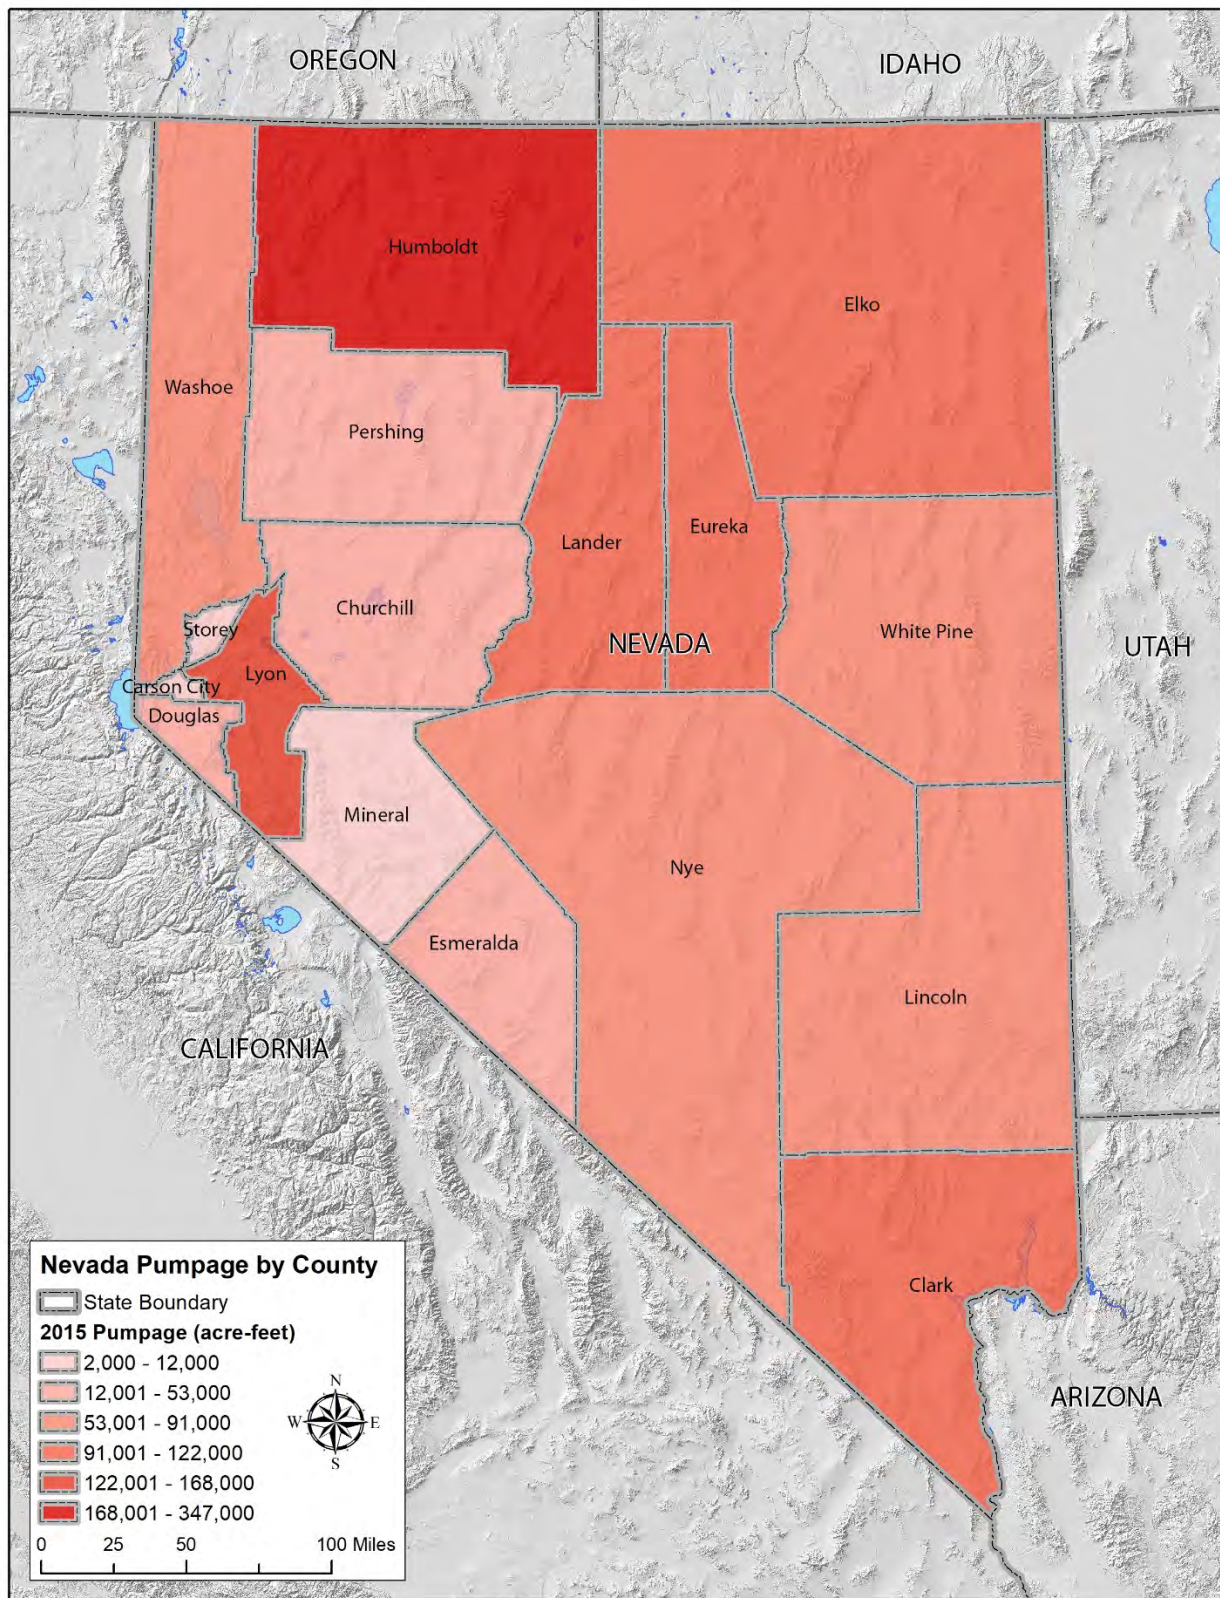 OREGON
IDAHO
Humboldt
Elko
Washoe
Pershing
Eureka
Lander
Churchill
Storey
White Pine
NEVADA
UTAH
Lyon
Carson City
Douglas
Mineral
Nye
Esmeralda
Lincoln
CALIFORNIA
Clark
ARIZONA
Nevada Pumpage by County
State Boundary
2015 Pumpage (acre-feet)
2,000 - 12,000
12,001 - 53,000
53,001 - 91,000
91,001 - 122,000
122,001 - 168,000
168,001 - 347,000
N
W E
S
0 25 50 100 Miles